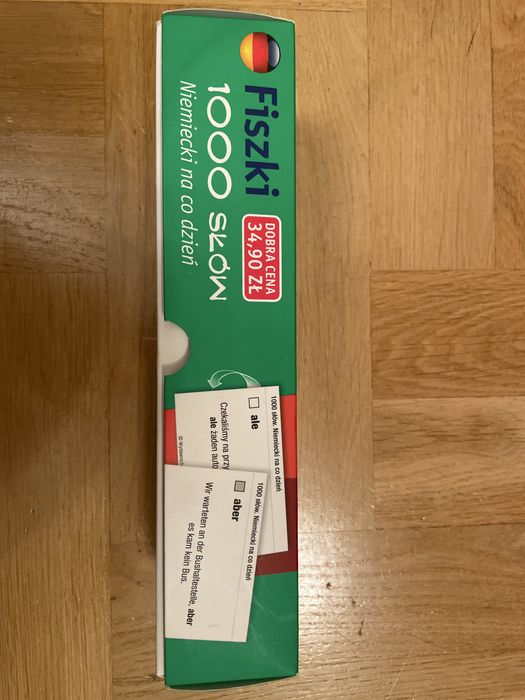 Fiszki
1000 SŁÓW
Niemiecki na co dzień
DOBRA CENA
34,90 ZŁ
1000 słów. Niemiecki na co dzień
ale
Czekaliśmy na
ale żaden
©
1000 słów. Niemiecki na co dzień
aber
Wir warteten an der Bushaltestelle, aber
es kam kein Bus.